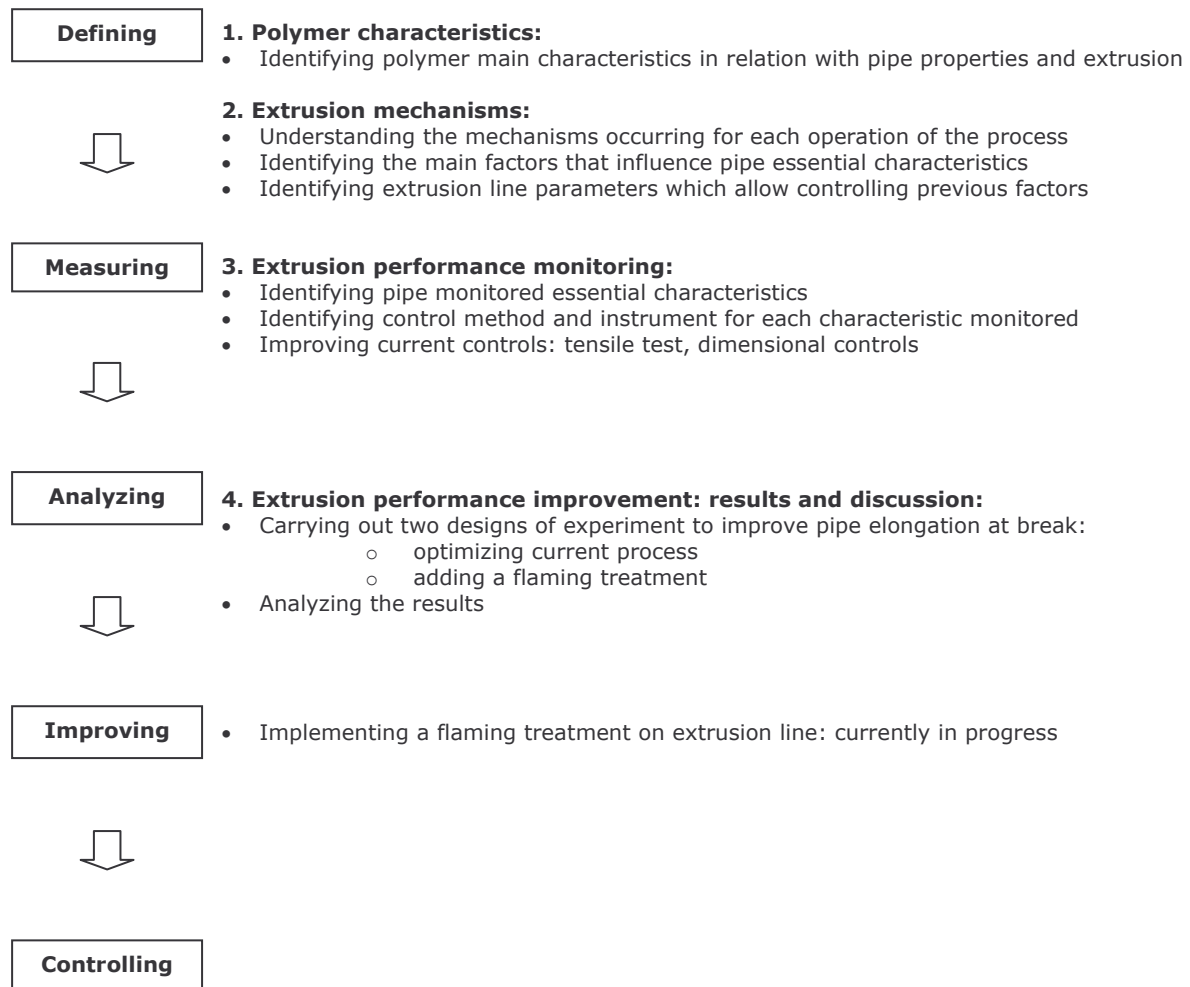 Defining
1. Polymer characteristics:
• Identifying polymer main characteristics in relation with pipe properties and extrusion
2. Extrusion mechanisms:
• Understanding the mechanisms occurring for each operation of the process
• Identifying the main factors that influence pipe essential characteristics
• Identifying extrusion line parameters which allow controlling previous factors
Measuring
3. Extrusion performance monitoring:
• Identifying pipe monitored essential characteristics
• Identifying control method and instrument for each characteristic monitored
• Improving current controls: tensile test, dimensional controls
Analyzing
4. Extrusion performance improvement: results and discussion:
• Carrying out two designs of experiment to improve pipe elongation at break:
o optimizing current process
o adding a flaming treatment
• Analyzing the results
Improving
• Implementing a flaming treatment on extrusion line: currently in progress
Controlling